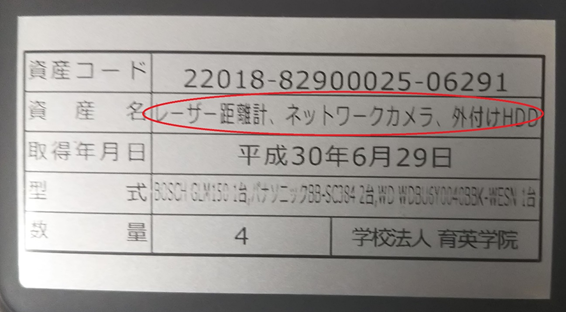 資産コード 22018-82900025-06291
資産名 レーザー距離計、ネットワークカメラ、外付けHDD
取得年月日 平成30年6月29日
型式 BOSCH GLM150 1台,パナソニックBB-SC384 2台,WD WDBU6Y0040BBK-WESN 1台
数量 4 学校法人 育英学院